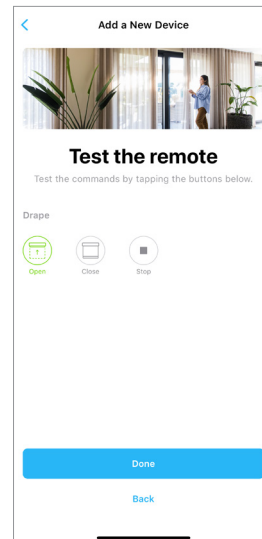 Add a New Device
Test the remote
Test the commands by tapping the buttons below.
Drape
Open
Close
Stop
Done
Back